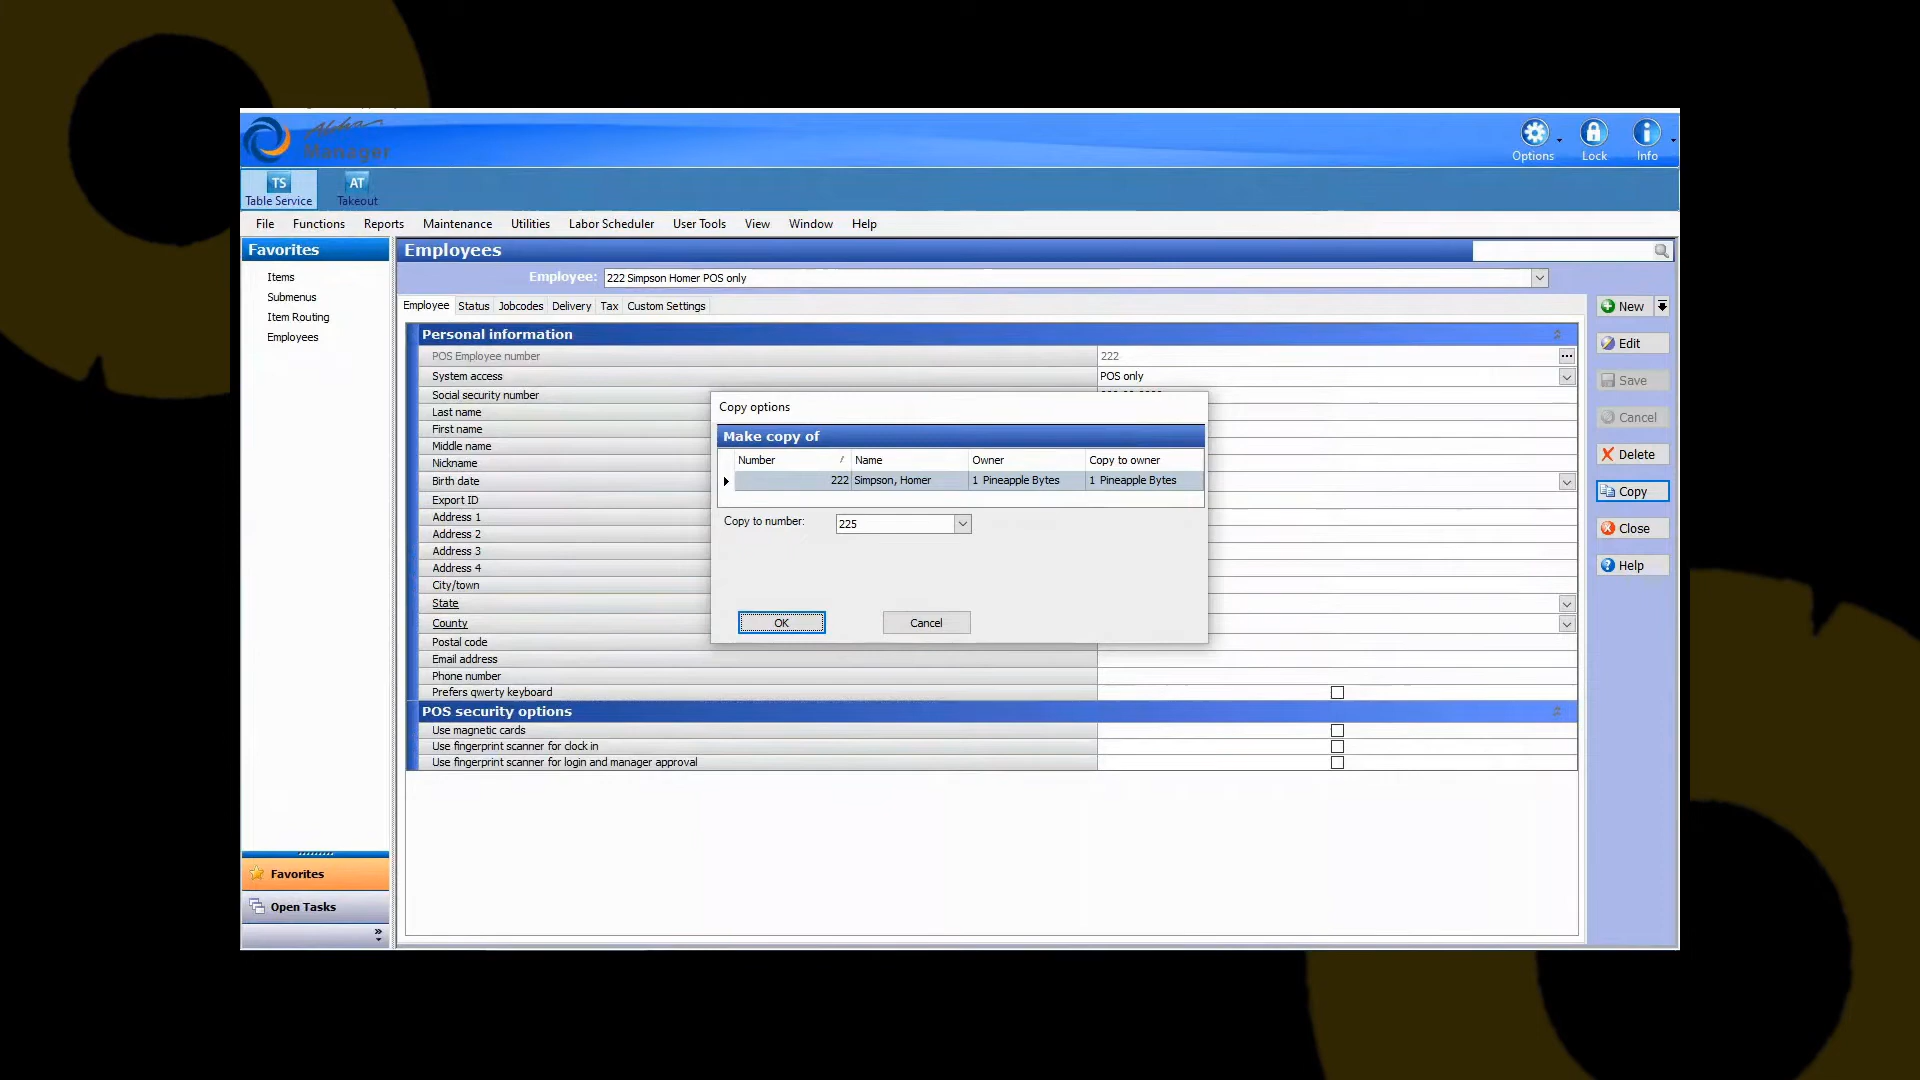 Aloha
Manager
Options
Lock
Info
TS
Table Service
AT
Takeout
File Functions Reports Maintenance Utilities Labor Scheduler User Tools View Window Help
Favorites
Items
Submenus
Item Routing
Employees
Favorites
Open Tasks
Employees
Employee: 222 Simpson Homer POS only
Employee Status Jobcodes Delivery Tax Custom Settings
Personal information
POS Employee number 222
System access POS only
Social security number
Last name
First name
Middle name
Nickname
Birth date
Export ID
Address 1
Address 2
Address 3
Address 4
City/town
State
County
Postal code
Email address
Phone number
Prefers qwerty keyboard
POS security options
Use magnetic cards
Use fingerprint scanner for clock in
Use fingerprint scanner for login and manager approval
Copy options
Make copy of
Number Name Owner Copy to owner
222 Simpson, Homer 1 Pineapple Bytes 1 Pineapple Bytes
Copy to number: 225
OK Cancel
New
Edit
Save
Cancel
Delete
Copy
Close
Help